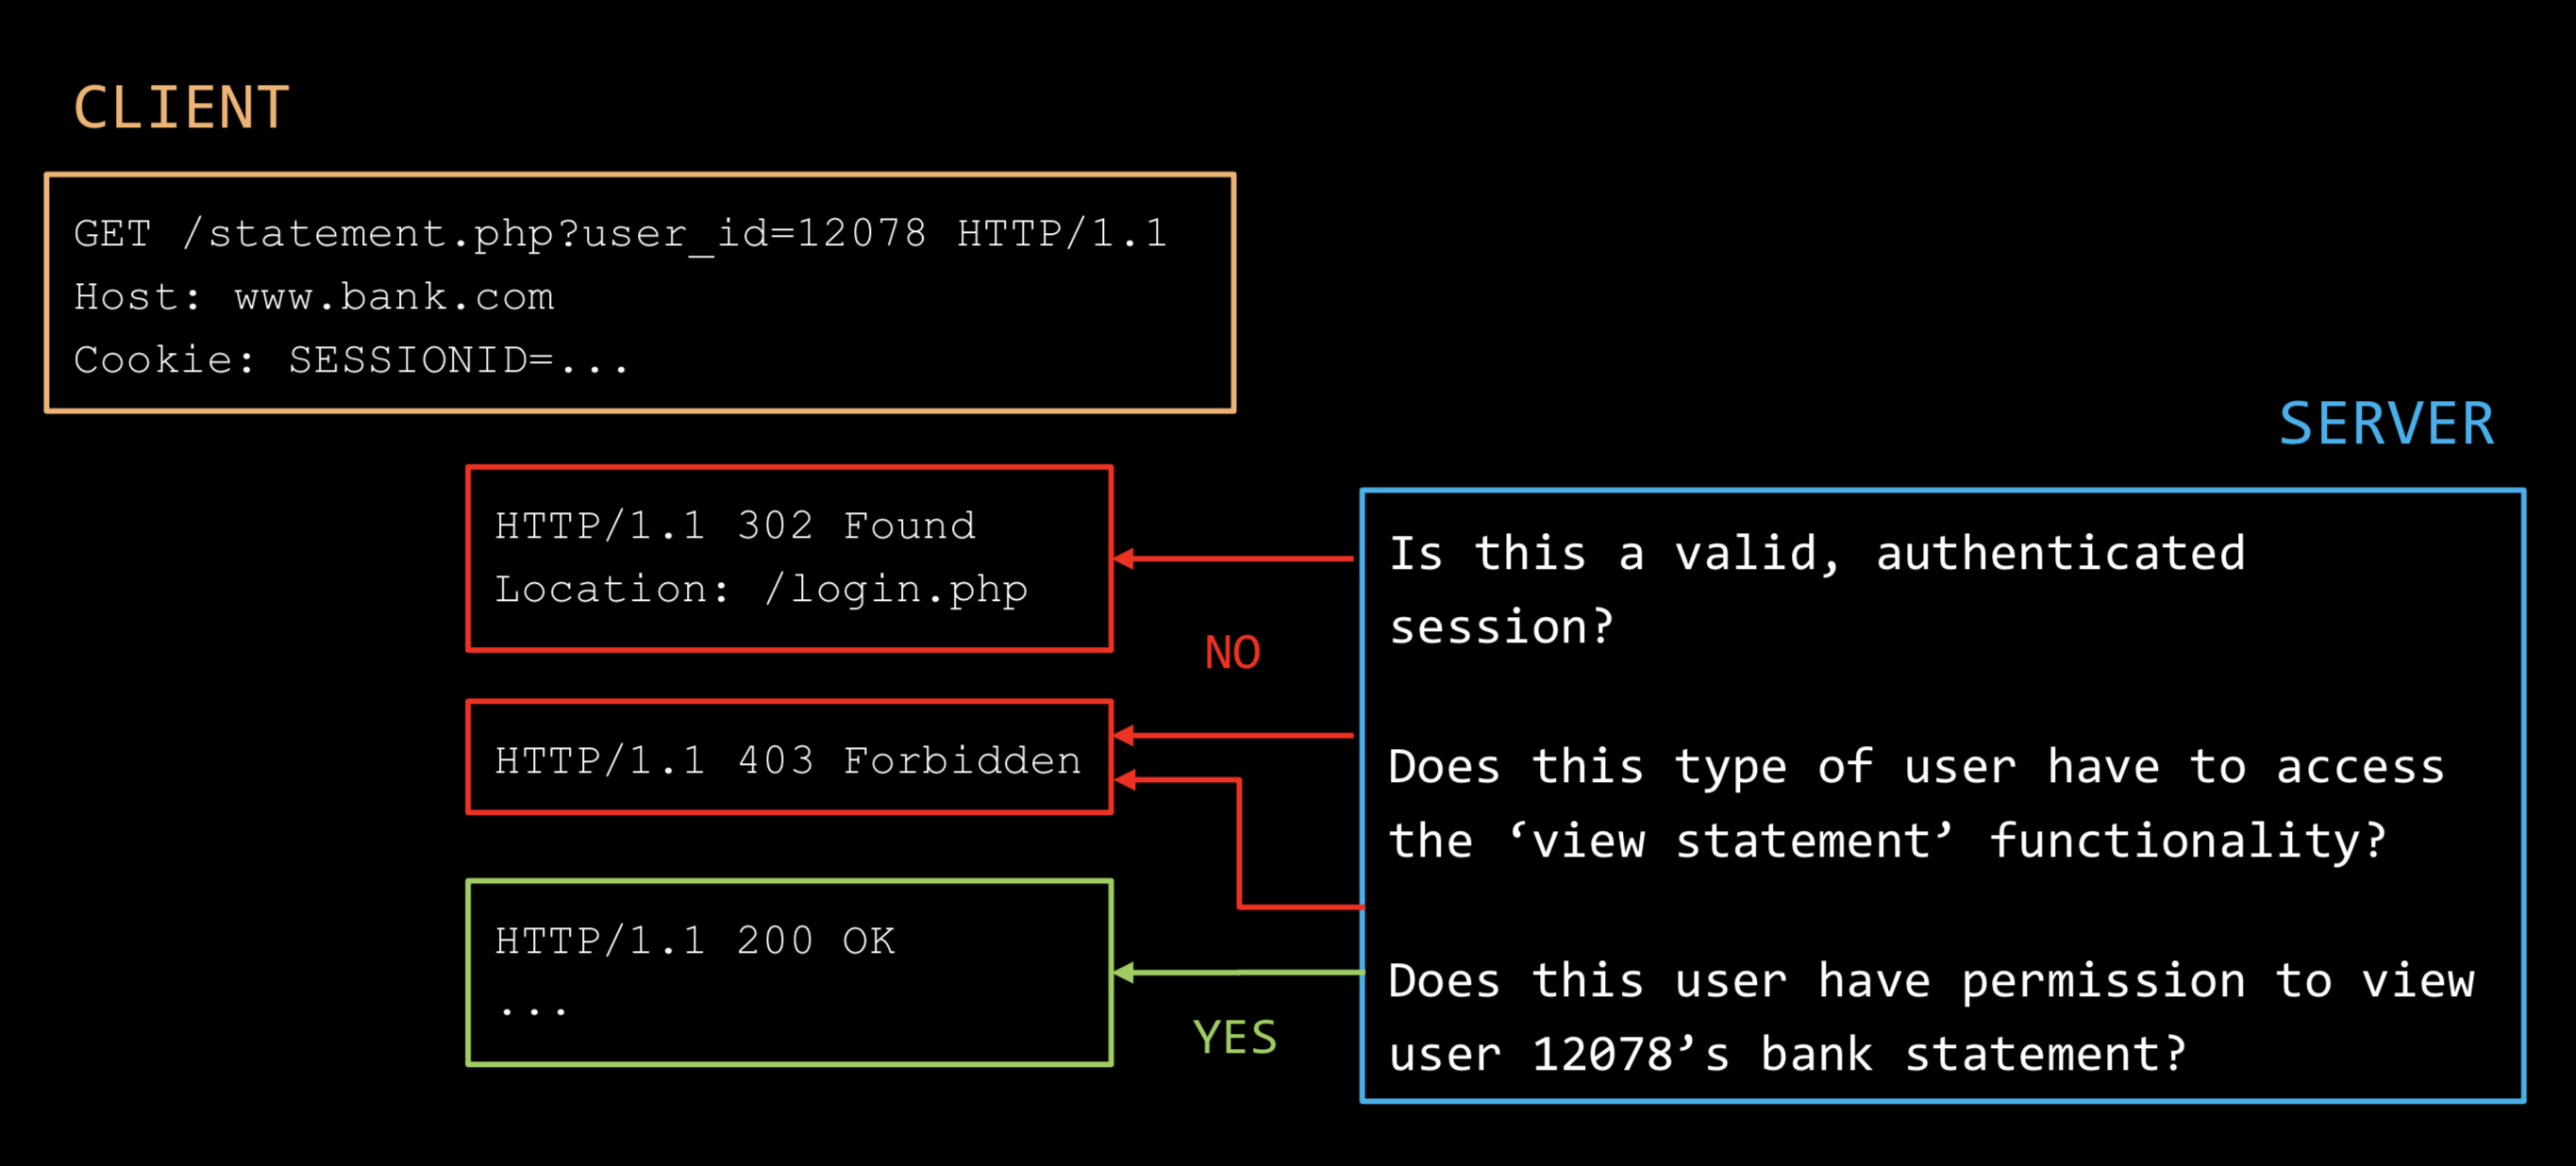 CLIENT
GET /statement.php?user_id=12078 HTTP/1.1
Host: www.bank.com
Cookie: SESSIONID=...
SERVER
HTTP/1.1 302 Found
Location: /login.php
NO
HTTP/1.1 403 Forbidden
HTTP/1.1 200 OK
...
YES
Is this a valid, authenticated
session?
Does this type of user have to access
the ‘view statement’ functionality?
Does this user have permission to view
user 12078’s bank statement?